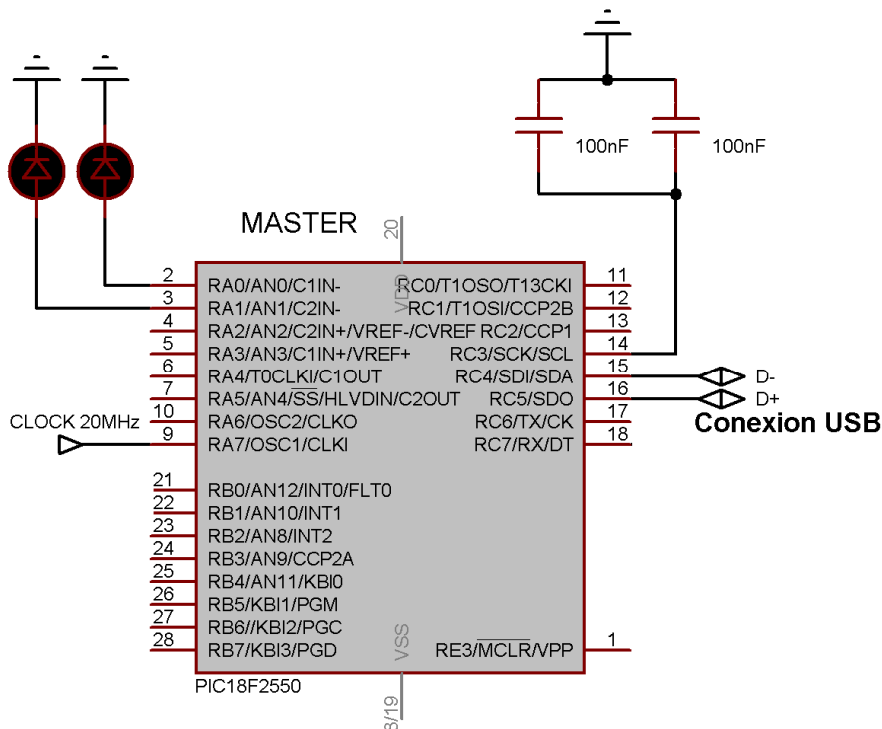 100nF
100nF
MASTER
20
VDD
2
RA0/AN0/C1IN-
RC0/T1OSO/T13CKI
11
3
RA1/AN1/C2IN-
RC1/T1OSI/CCP2B
12
4
RA2/AN2/C2IN+/VREF-/CVREF
RC2/CCP1
13
5
RA3/AN3/C1IN+/VREF+
RC3/SCK/SCL
14
6
RA4/T0CLKI/C1OUT
RC4/SDI/SDA
15
D-
7
RA5/AN4/SS/HLVDIN/C2OUT
RC5/SDO
16
D+
10
RA6/OSC2/CLKO
RC6/TX/CK
17
Conexion USB
CLOCK 20MHz
9
RA7/OSC1/CLKI
RC7/RX/DT
18
21
RB0/AN12/INT0/FLT0
22
RB1/AN10/INT1
23
RB2/AN8/INT2
24
RB3/AN9/CCP2A
25
RB4/AN11/KBI0
26
RB5/KBI1/PGM
27
RB6//KBI2/PGC
28
RB7/KBI3/PGD
VSS
RE3/MCLR/VPP
1
PIC18F2550
8/19